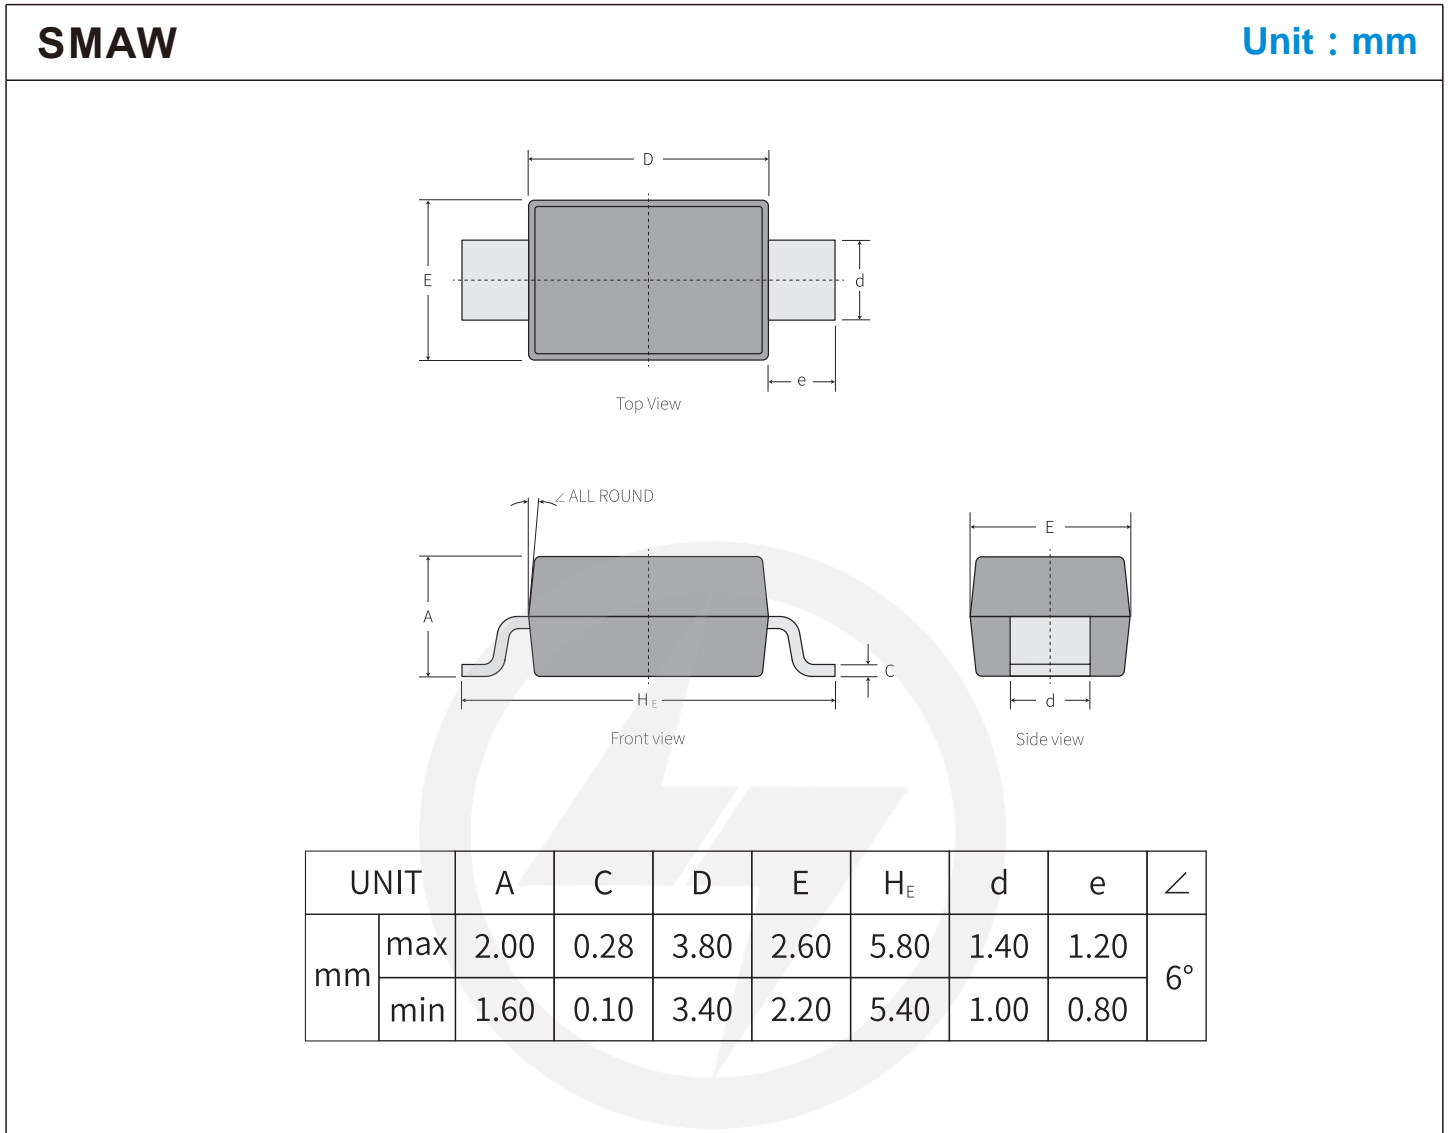 SMAW
Unit : mm
D
E
d
e
Top View
∠ ALL ROUND
E
A
C
H E
d
Front view
Side view
UNIT A C D E HE d e ∠
mm max 2.00 0.28 3.80 2.60 5.80 1.40 1.20 6°
min 1.60 0.10 3.40 2.20 5.40 1.00 0.80